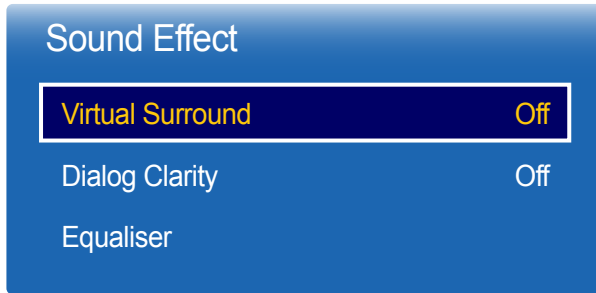 Sound Effect
Virtual Surround Off
Dialog Clarity Off
Equaliser